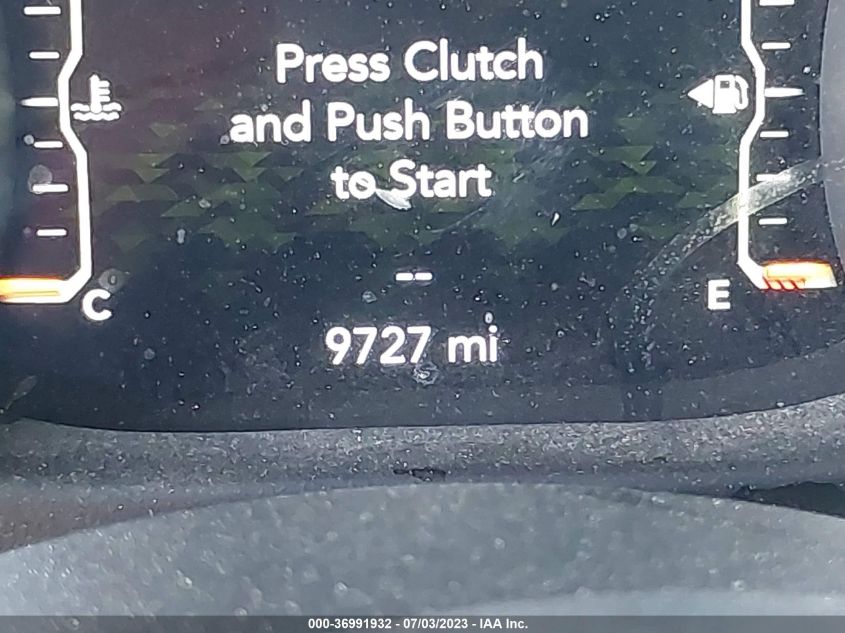 Press Clutch
and Push Button
to Start
C
E
--
9727 mi
000-36991932 - 07/03/2023 - IAA Inc.